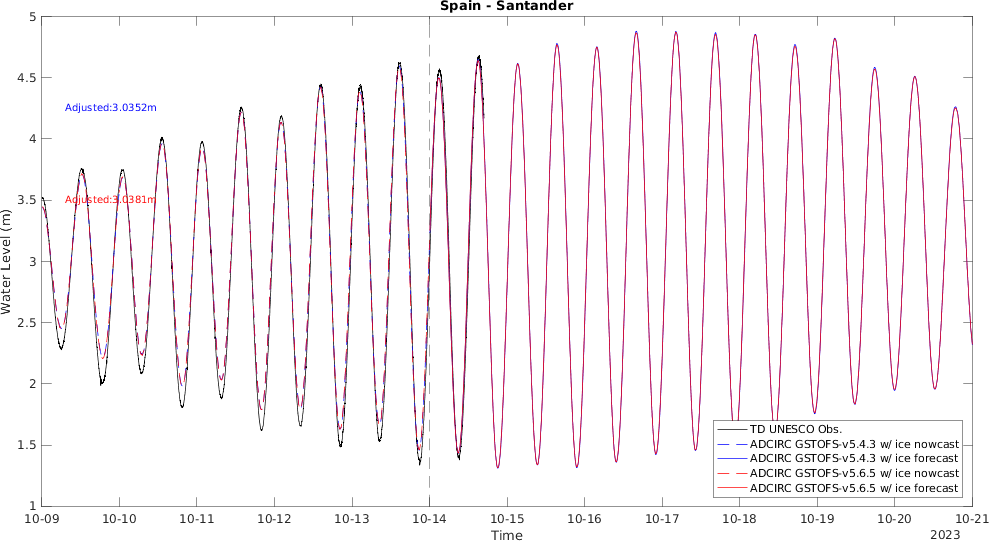 Spain - Santander
5
4.5
4
3.5
3
2.5
2
1.5
1
Water Level (m)
Adjusted:3.0352m
Adjusted:3.0381m
TD UNESCO Obs.
ADCIRC GSTOFS-v5.4.3 w/ ice nowcast
ADCIRC GSTOFS-v5.4.3 w/ ice forecast
ADCIRC GSTOFS-v5.6.5 w/ ice nowcast
ADCIRC GSTOFS-v5.6.5 w/ ice forecast
10-09 10-10 10-11 10-12 10-13 10-14 10-15 10-16 10-17 10-18 10-19 10-20 10-21
Time
2023